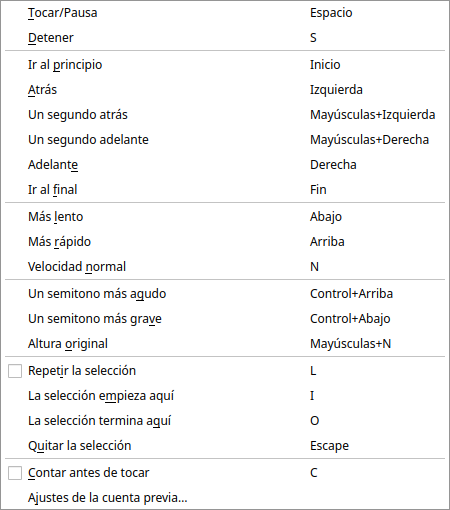 Tocar/Pausa Espacio
Detener S
Ir al principio Inicio
Atrás Izquierda
Un segundo atrás Mayúsculas+Izquierda
Un segundo adelante Mayúsculas+Derecha
Adelante Derecha
Ir al final Fin
Más lento Abajo
Más rápido Arriba
Velocidad normal N
Un semitono más agudo Control+Arriba
Un semitono más grave Control+Abajo
Altura original Mayúsculas+N
Repetir la selección L
La selección empieza aquí I
La selección termina aquí O
Quitar la selección Escape
Contar antes de tocar C
Ajustes de la cuenta previa...